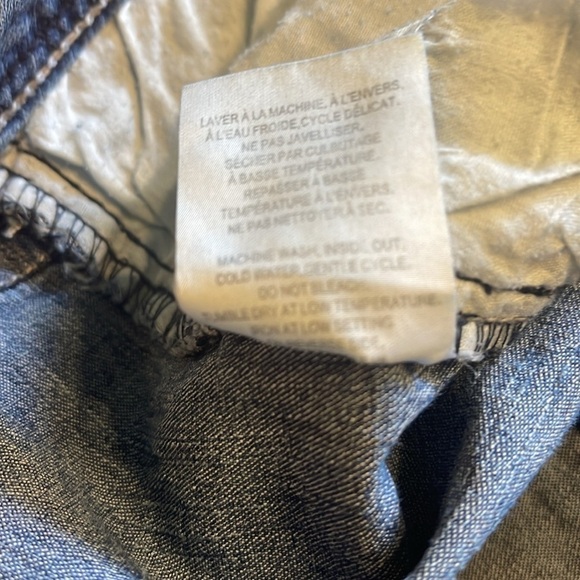 LAVER À LA MACHINE, À L'ENVERS,
À L'EAU FROIDE, CYCLE DÉLICAT.
NE PAS JAVELLISER.
SÉCHER PAR CULBUTAGE
À BASSE TEMPÉRATURE.
REPASSER À BASSE
TEMPÉRATURE À L'ENVERS.
NE PAS NETTOYER À SEC.
MACHINE WASH, INSIDE OUT,
COLD WATER, GENTLE CYCLE.
DO NOT BLEACH.
TUMBLE DRY AT LOW TEMPERATURE.
IRON AT LOW SETTING